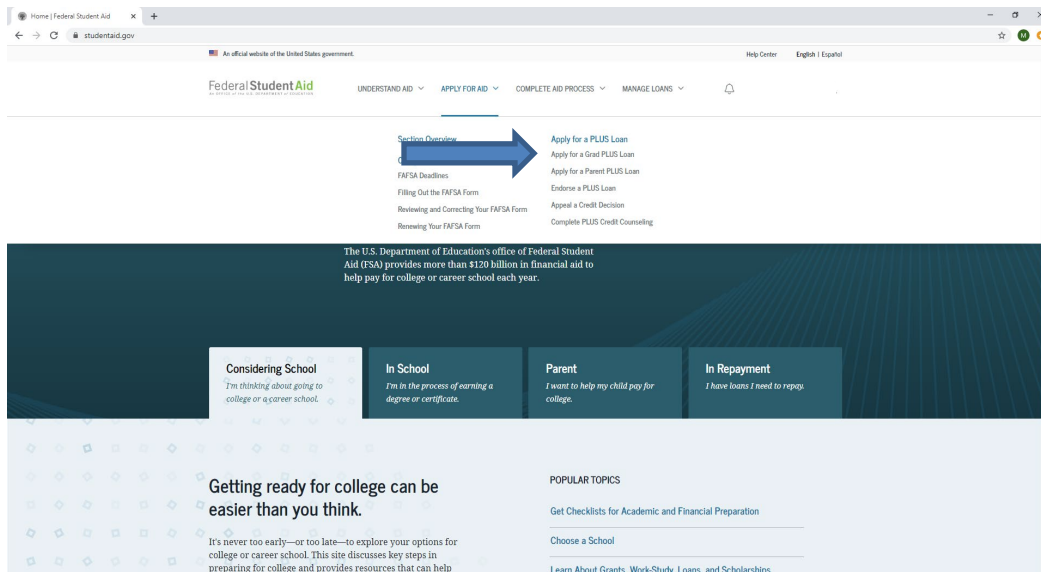 Home | Federal Student Aid
studentaid.gov
M
An official website of the United States government.
Help Center English | Español
Federal Student Aid
AN OFFICE of the U.S. DEPARTMENT of EDUCATION
UNDERSTAND AID APPLY FOR AID COMPLETE AID PROCESS MANAGE LOANS
Section Overview
FAFSA Deadlines
Filling Out the FAFSA Form
Reviewing and Correcting Your FAFSA Form
Renewing Your FAFSA Form
Apply for a PLUS Loan
Apply for a Grad PLUS Loan
Apply for a Parent PLUS Loan
Endorse a PLUS Loan
Appeal a Credit Decision
Complete PLUS Credit Counseling
The U.S. Department of Education's office of Federal Student
Aid (FSA) provides more than $120 billion in financial aid to
help pay for college or career school each year.
Considering School
I'm thinking about going to
college or a career school.
In School
I'm in the process of earning a
degree or certificate.
Parent
I want to help my child pay for
college.
In Repayment
I have loans I need to repay.
Getting ready for college can be
easier than you think.
It's never too early—or too late—to explore your options for
college or career school. This site discusses key steps in
preparing for college and provides resources that can help
POPULAR TOPICS
Get Checklists for Academic and Financial Preparation
Choose a School
Learn About Grants, Work-Study, Loans, and Scholarships